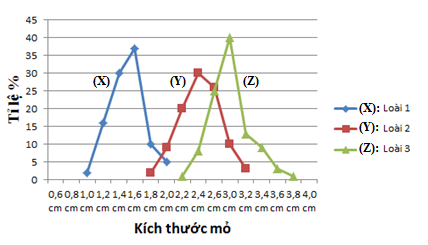 45
40
35
30
25
20
15
10
5
0
Tỉ lệ %
(X)
(Y)
(Z)
0,6 0,8 1,0 1,2 1,4 1,6 1,8 2,0 2,2 2,4 2,6 3,0 3,2 3,4 3,6 3,8 4,0
cm cm cm cm cm cm cm cm cm cm cm cm cm cm cm cm cm
Kích thước mỏ
(X): Loài 1
(Y): Loài 2
(Z): Loài 3